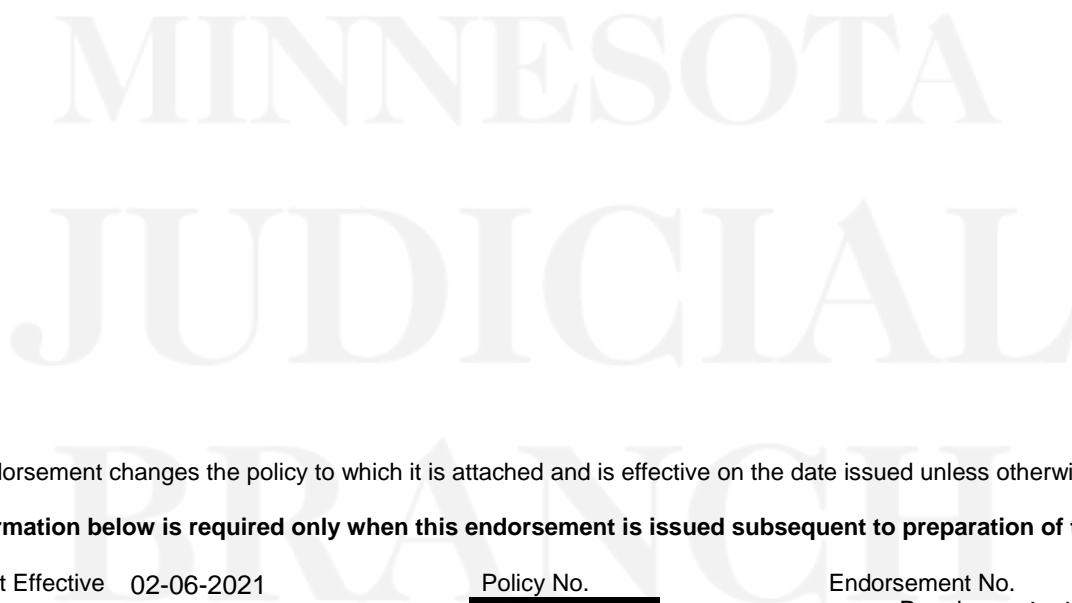 MINNESOTA
JUDICIAL
BRANCH
dorsement changes the policy to which it is attached and is effective on the date issued unless otherwi
rmation below is required only when this endorsement is issued subsequent to preparation of
t Effective 02-06-2021 Policy No. Endorsement No.